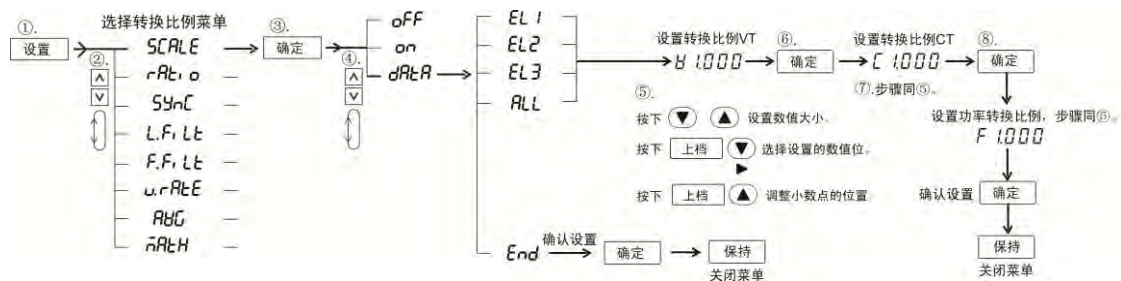 ①.
设置
选择转换比例菜单
②.
SCALE
rAtio
SYnC
L.FiLt
F.FiLt
u.rAtE
AVG
MAtH
③.
确定
④.
oFF
on
dAtA
EL1
EL2
EL3
ALL
End
确认设置
确定
保持
关闭菜单
设置转换比例VT
V 1.000
⑤.
按下 ▼ ▲ 设置数值大小.
按下 上档 ▼ 选择设置的数值位。
▶
按下 上档 ▲ 调整小数点的位置
⑥.
确定
设置转换比例CT
C 1.000
⑦.步骤同⑤。
⑧.
确定
设置功率转换比例，步骤同⑤。
F 1.000
确认设置
确定
保持
关闭菜单